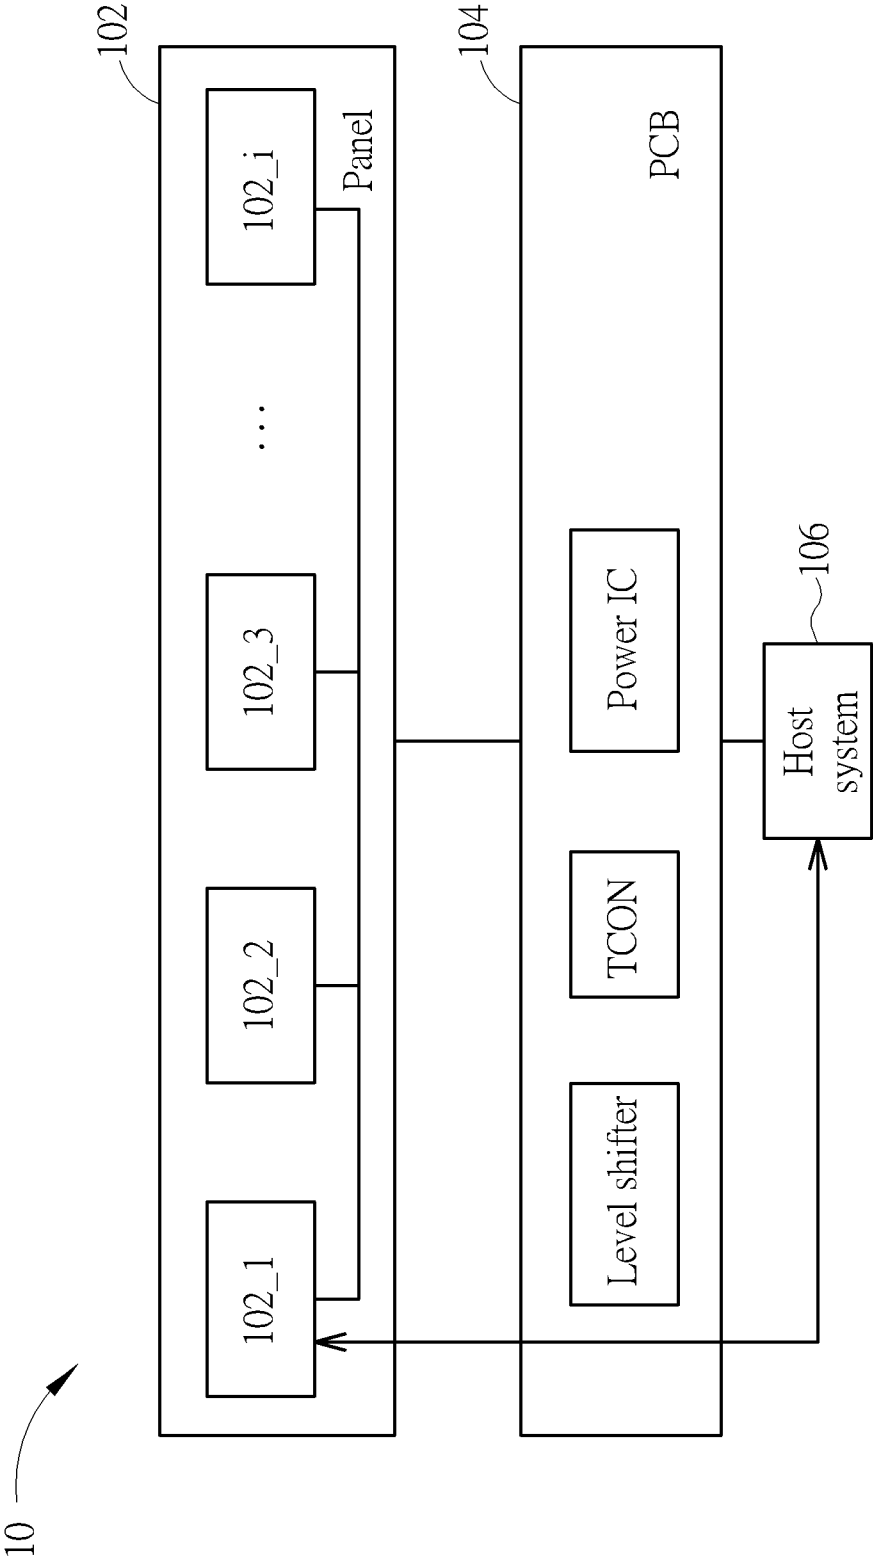 10
102
102_1
102_2
102_3
...
102_i
Panel
104
Level shifter
TCON
Power IC
PCB
Host
system
106